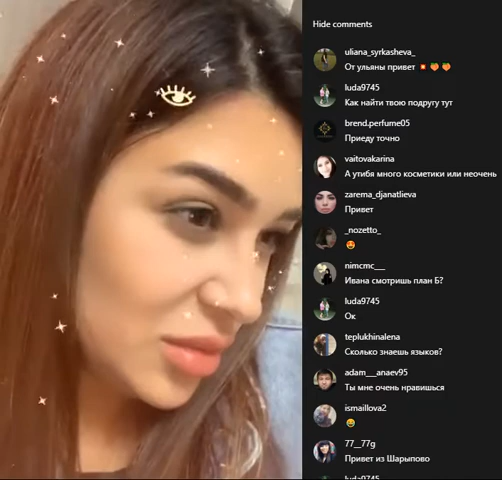 Hide comments
uliana_syrkasheva_
От ульяны привет 💥 🍑 🍑
luda9745
Как найти твою подругу тут
brend.perfume05
Приеду точно
vaitovakarina
А утибя много косметики или неочень
zarema_djanatlieva
Привет
_nozetto_
😍
nimcmc___
Ивана смотришь план Б?
luda9745
Ок
teplukhinalena
Сколько знаешь языков?
adam___anaev95
Ты мне очень нравишься
ismaillova2
😂
77__77g
Привет из Шарыпово
luda9745